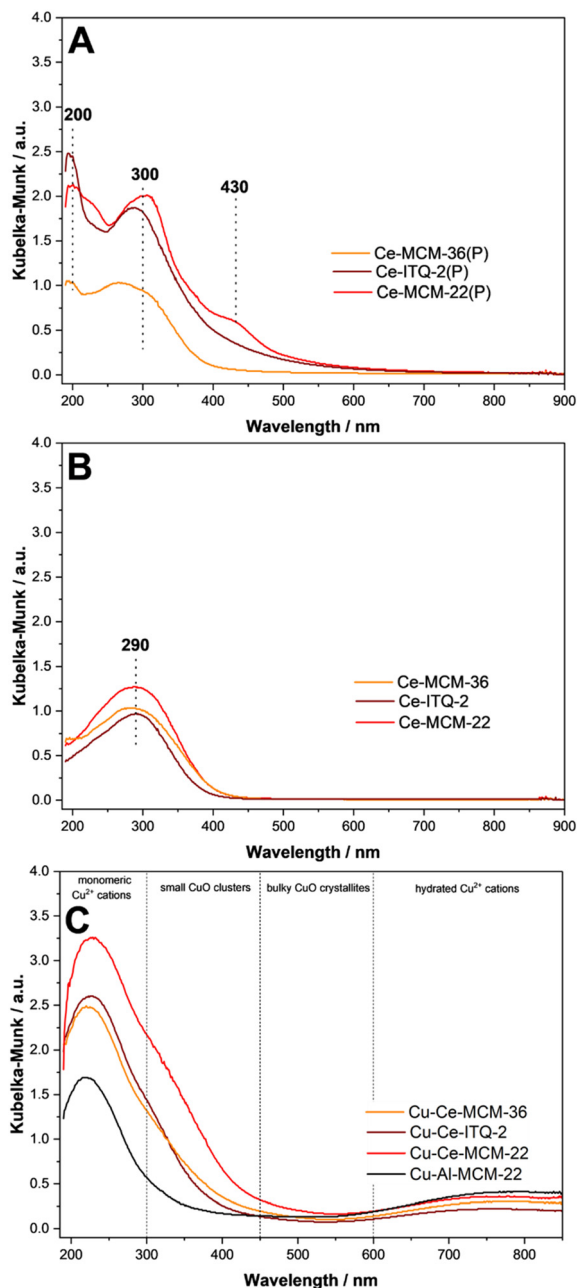 A
4.0
3.5
3.0
2.5
2.0
1.5
1.0
0.5
0.0
Kubelka-Munk / a.u.
200
300
430
Ce-MCM-36(P)
Ce-ITQ-2(P)
Ce-MCM-22(P)
200 300 400 500 600 700 800 900
Wavelength / nm
B
4.0
3.5
3.0
2.5
2.0
1.5
1.0
0.5
0.0
Kubelka-Munk / a.u.
290
Ce-MCM-36
Ce-ITQ-2
Ce-MCM-22
200 300 400 500 600 700 800 900
Wavelength / nm
C
monomeric
Cu²⁺ cations
small CuO clusters
bulky CuO crystallites
hydrated Cu²⁺ cations
4.0
3.5
3.0
2.5
2.0
1.5
1.0
0.5
0.0
Kubelka-Munk / a.u.
Cu-Ce-MCM-36
Cu-Ce-ITQ-2
Cu-Ce-MCM-22
Cu-Al-MCM-22
200 300 400 500 600 700 800
Wavelength / nm